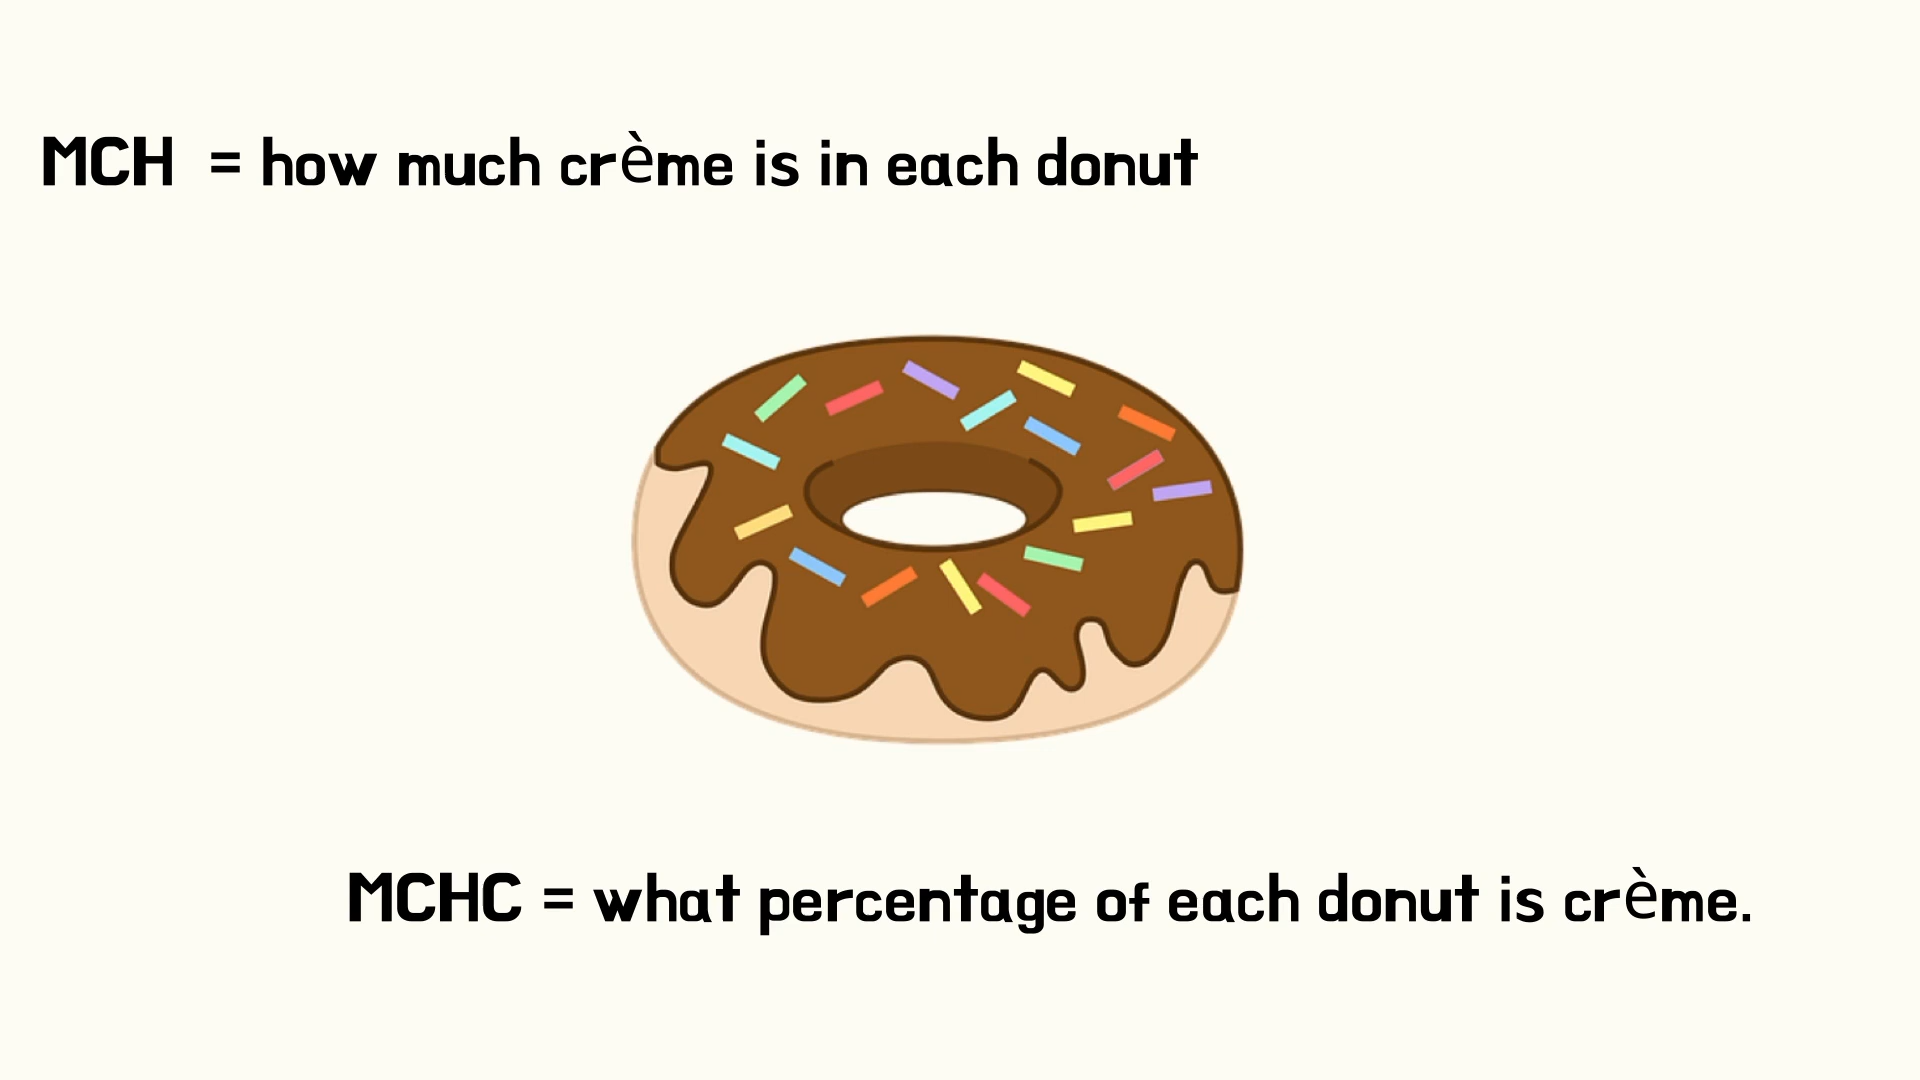 MCH = how much crème is in each donut
MCHC = what percentage of each donut is crème.